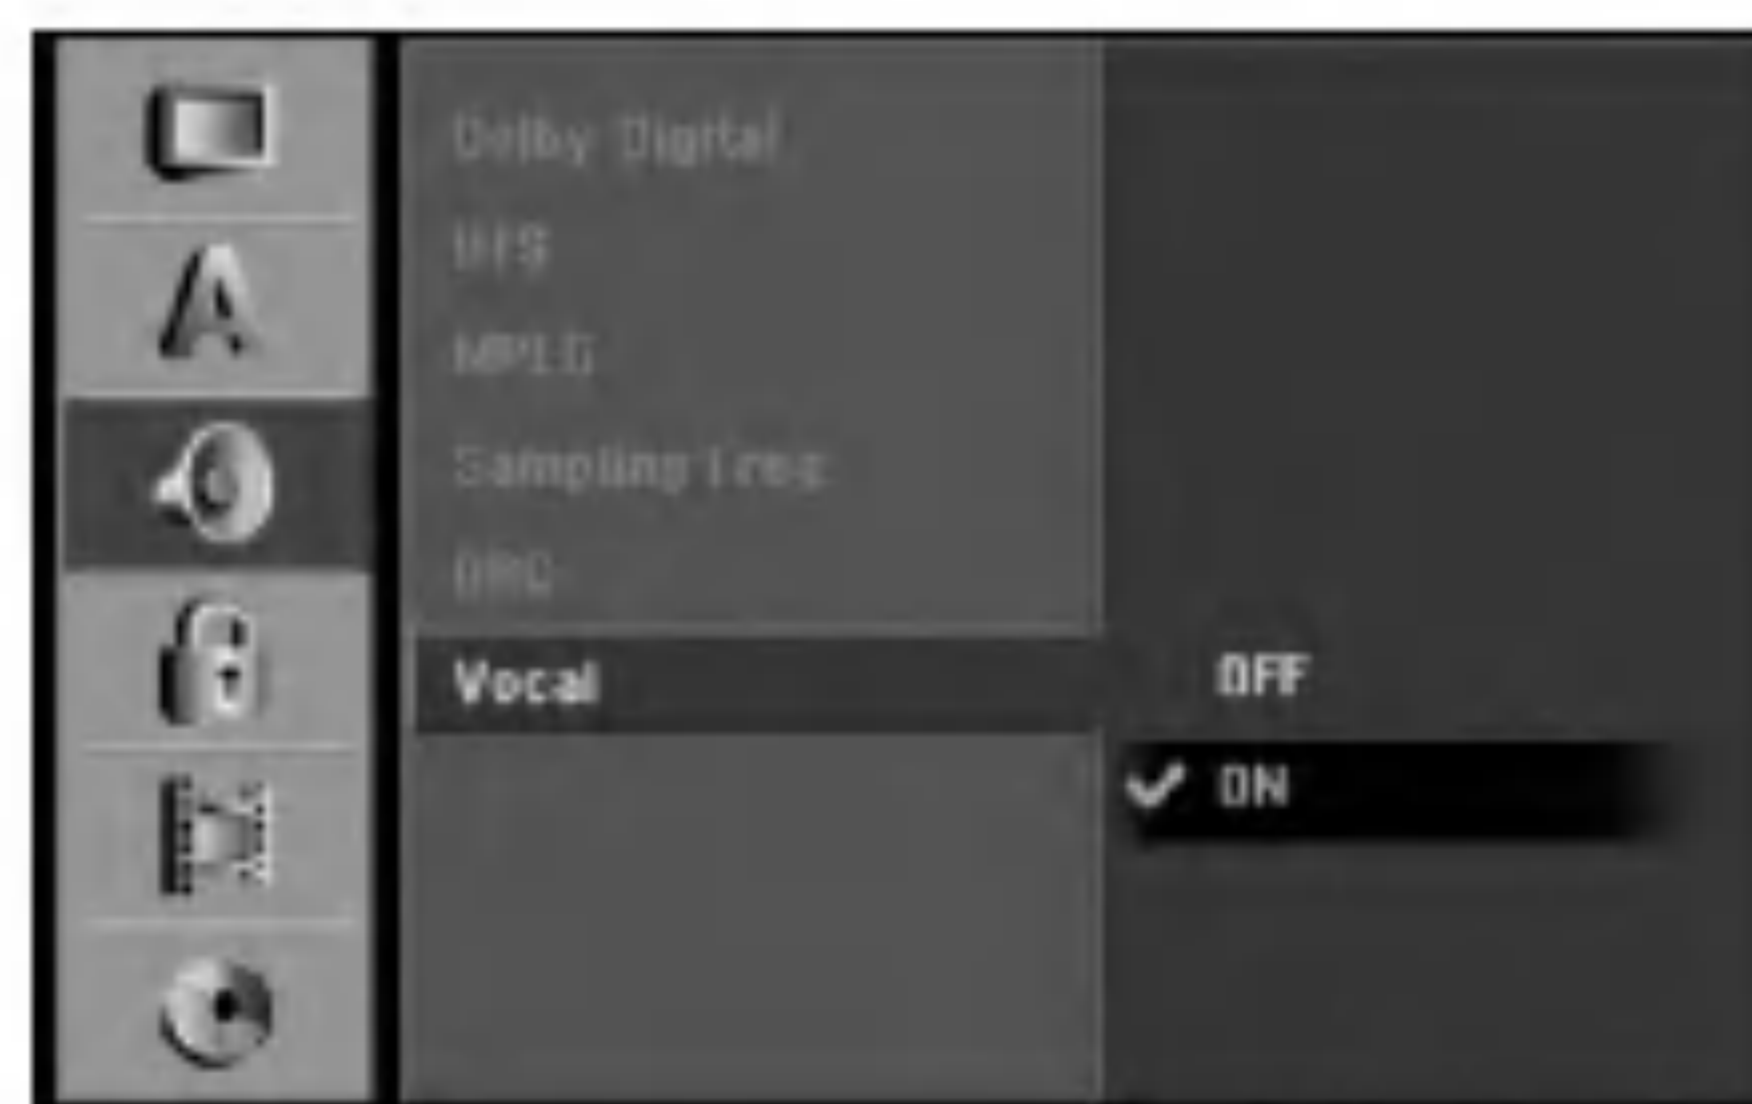 Dolby Digital
DTS
MPEG
Sampling Freq
DRC
Vocal
OFF
ON